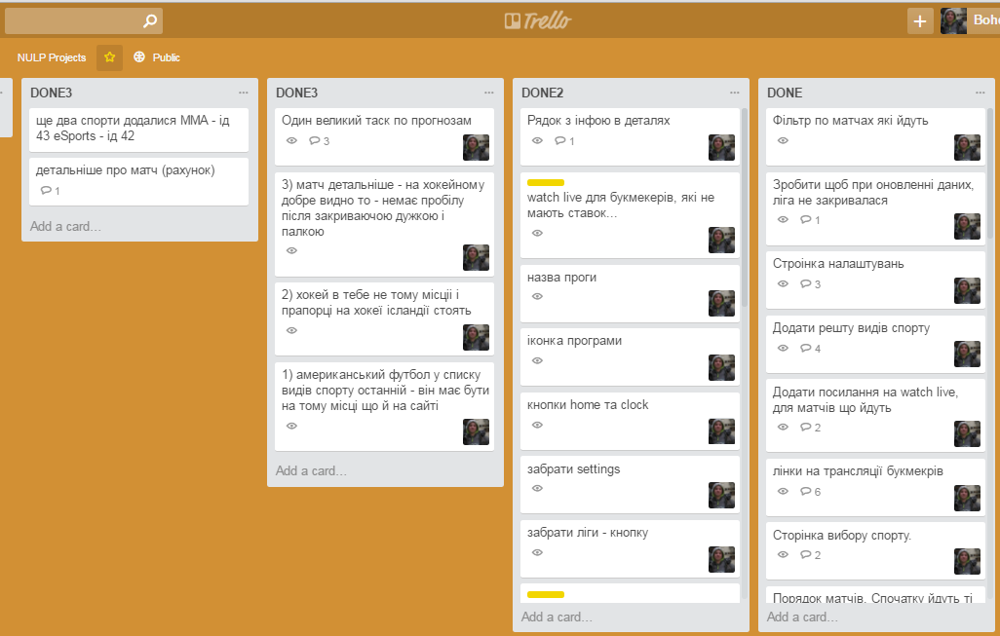 Trello
+
Boho
NULP Projects
Public
DONE3
ще два спорти додалися MMA - ід
43 eSports - ід 42
детальніше про матч (рахунок)
1
Add a card...
DONE3
Один великий таск по прогнозам
3
3) матч детальніше - на хокейному
добре видно то - немає пробілу
після закриваючою дужкою і
палкою
2) хокей в тебе не тому місціі і
прапорці на хокеї ісландії стоять
1) американський футбол у списку
видів спорту останній - він має бути
на тому місці що й на сайті
Add a card...
DONE2
Рядок з інфою в деталях
1
watch live для букмекерів, які не
мають ставок...
назва проги
іконка програми
кнопки home та clock
забрати settings
забрати ліги - кнопку
Add a card...
DONE
Фільтр по матчах які йдуть
Зробити щоб при оновленні даних,
ліга не закривалася
1
Строінка налаштувань
3
Додати решту видів спорту
4
Додати посилання на watch live,
для матчів що йдуть
2
лінки на трансляції букмекрів
6
Сторінка вибору спорту.
2
Порядок матчів. Спочатку йдуть ті
Add a card...